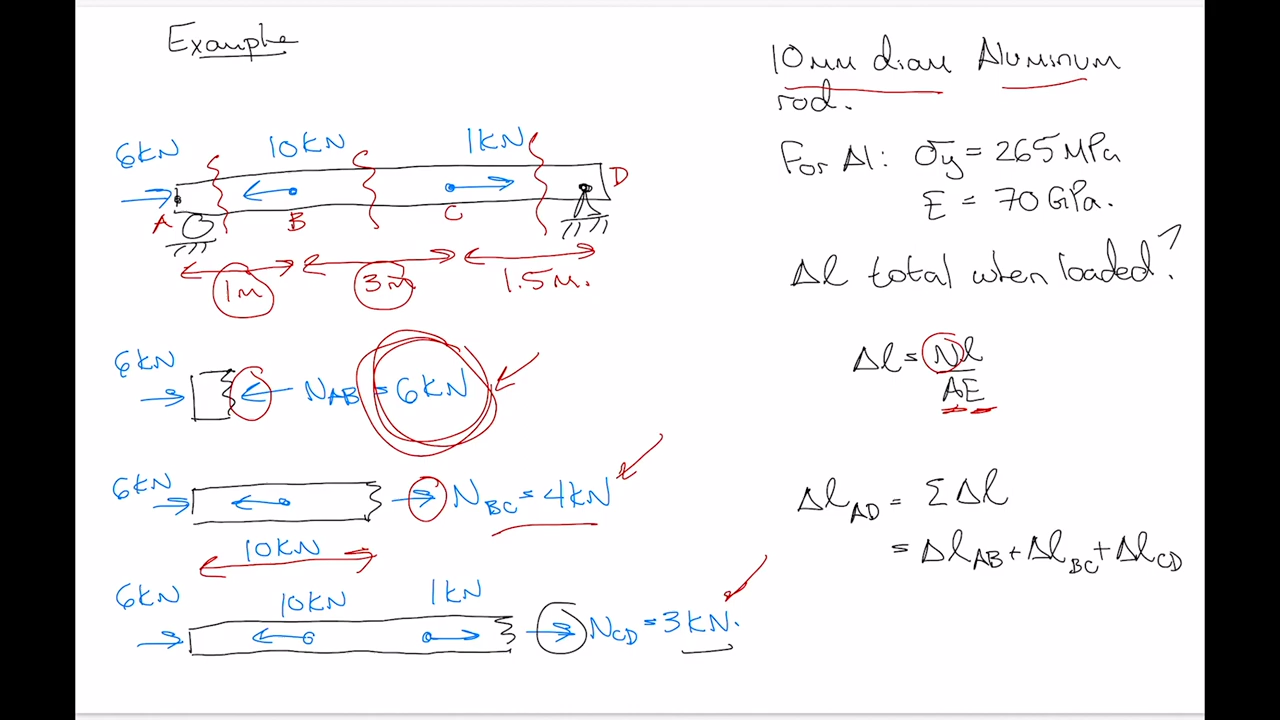 Example
10mm diam Aluminum
rod.
For Al: σy = 265 MPa
E = 70 GPa.
Δl total when loaded?
6kN
10kN
1kN
A
B
C
D
1m
3m
1.5m.
6kN
N_AB = 6kN
Δl = Nl
AE
6kN
N_BC = 4kN
10kN
Δl_AD = Σ Δl
= Δl_AB + Δl_BC + Δl_CD
6kN
10kN
1kN
N_CD = 3kN.